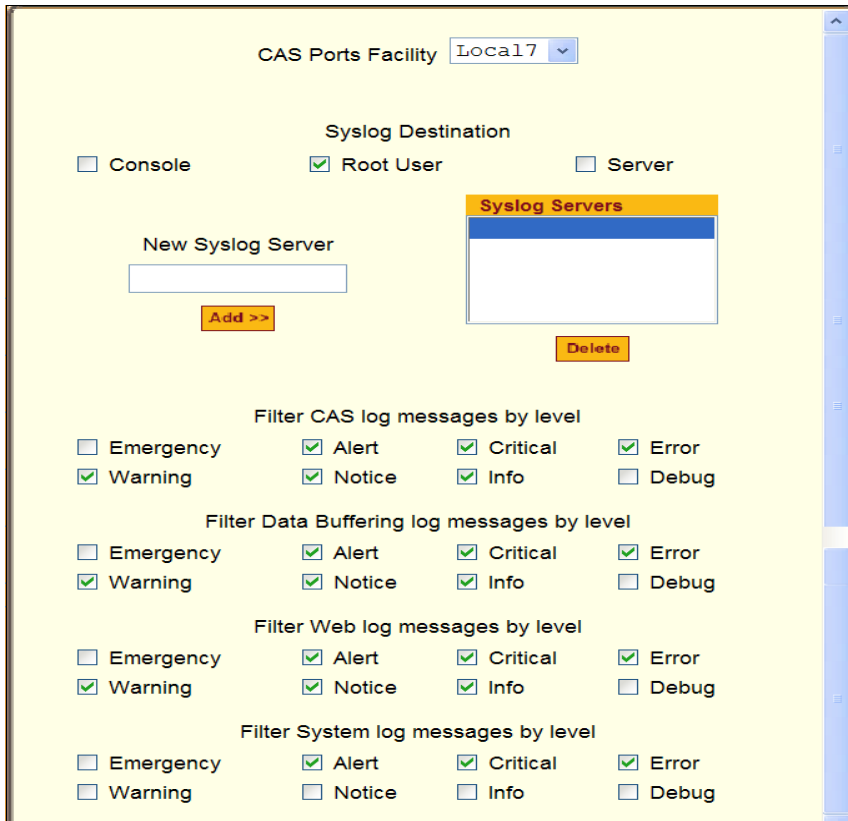 CAS Ports Facility Local7
Syslog Destination
Console Root User Server
Syslog Servers
New Syslog Server
Add >>
Delete
Filter CAS log messages by level
Emergency Alert Critical Error
Warning Notice Info Debug
Filter Data Buffering log messages by level
Emergency Alert Critical Error
Warning Notice Info Debug
Filter Web log messages by level
Emergency Alert Critical Error
Warning Notice Info Debug
Filter System log messages by level
Emergency Alert Critical Error
Warning Notice Info Debug